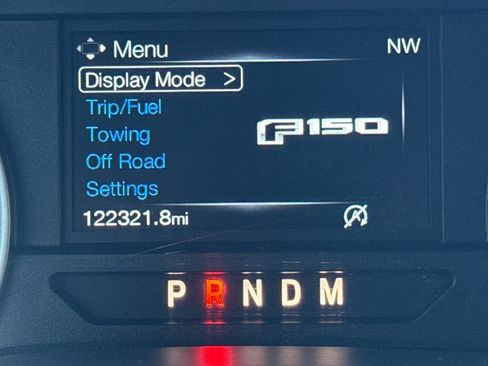 Menu
NW
Display Mode >
Trip/Fuel
Towing
F150
Off Road
Settings
122321.8mi
A
P R N D M